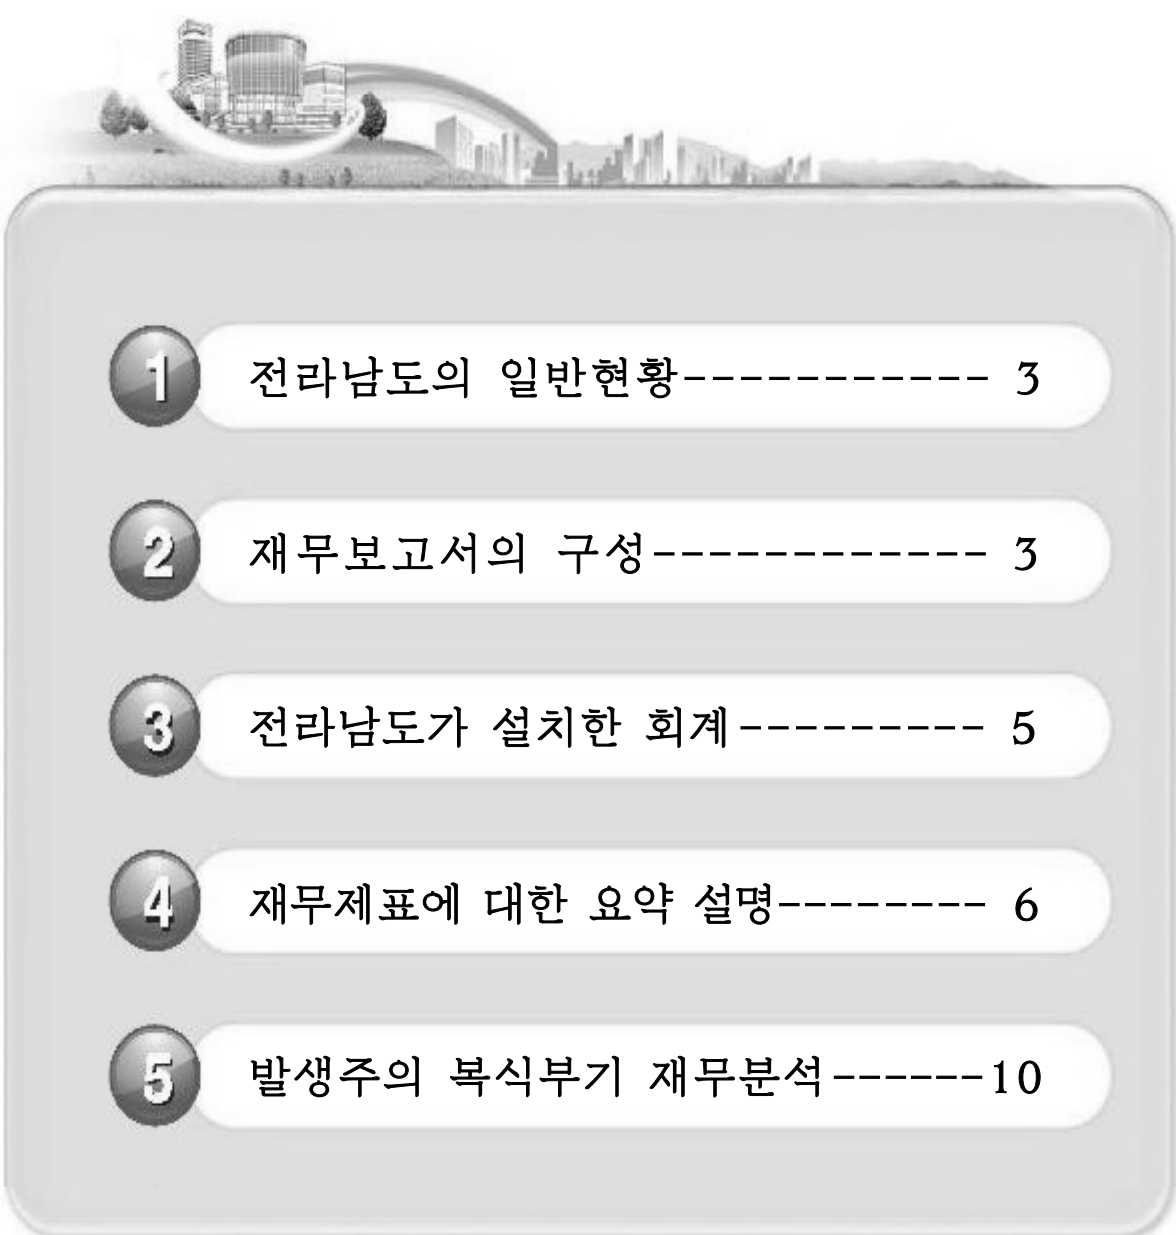 1 전라남도의 일반현황----------- 3
2 재무보고서의 구성------------ 3
3 전라남도가 설치한 회계--------- 5
4 재무제표에 대한 요약 설명-------- 6
5 발생주의 복식부기 재무분석------10